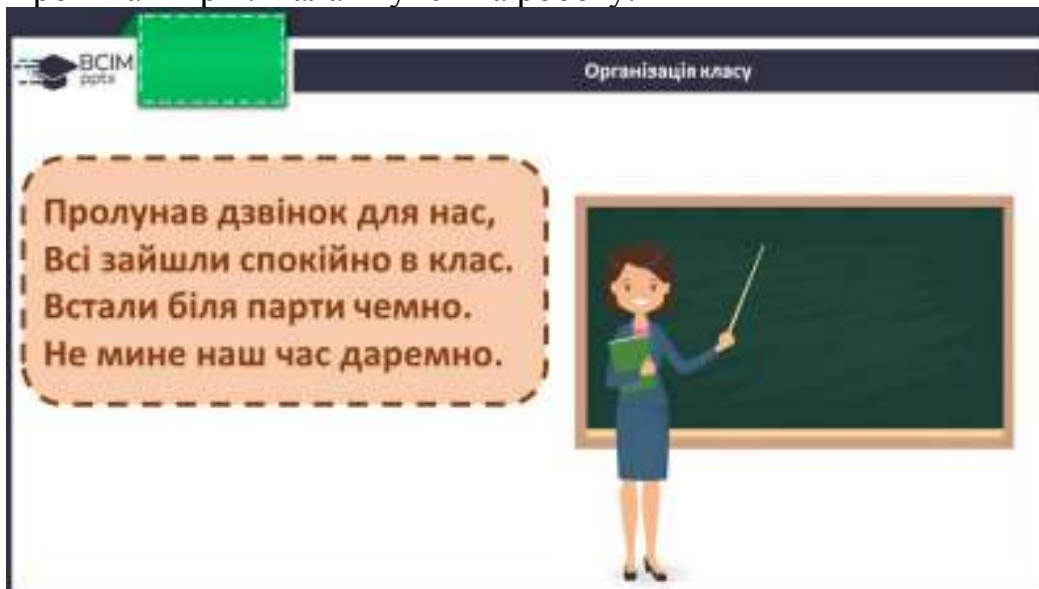 ВСІМ
pptx
Організація класу
Пролунав дзвінок для нас,
Всі зайшли спокійно в клас.
Встали біля парти чемно.
Не мине наш час даремно.